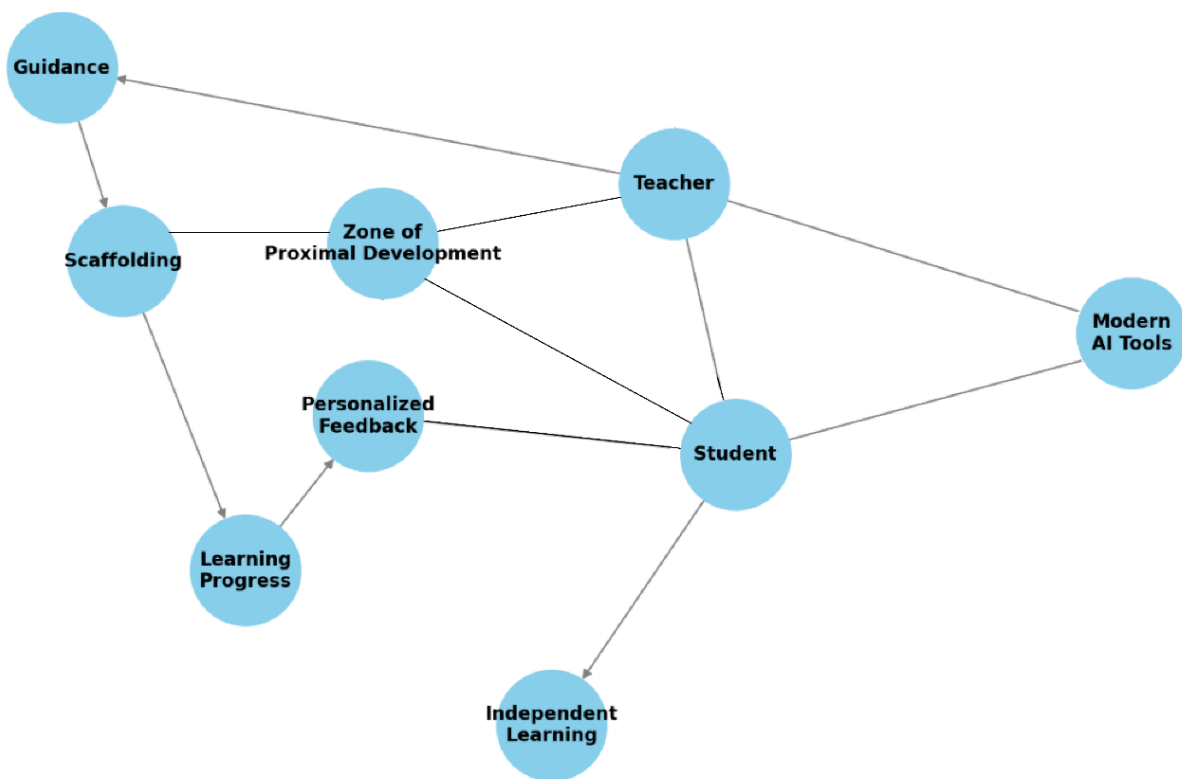 Guidance
Teacher
Zone of
Proximal Development
Scaffolding
Modern
AI Tools
Personalized
Feedback
Student
Learning
Progress
Independent
Learning